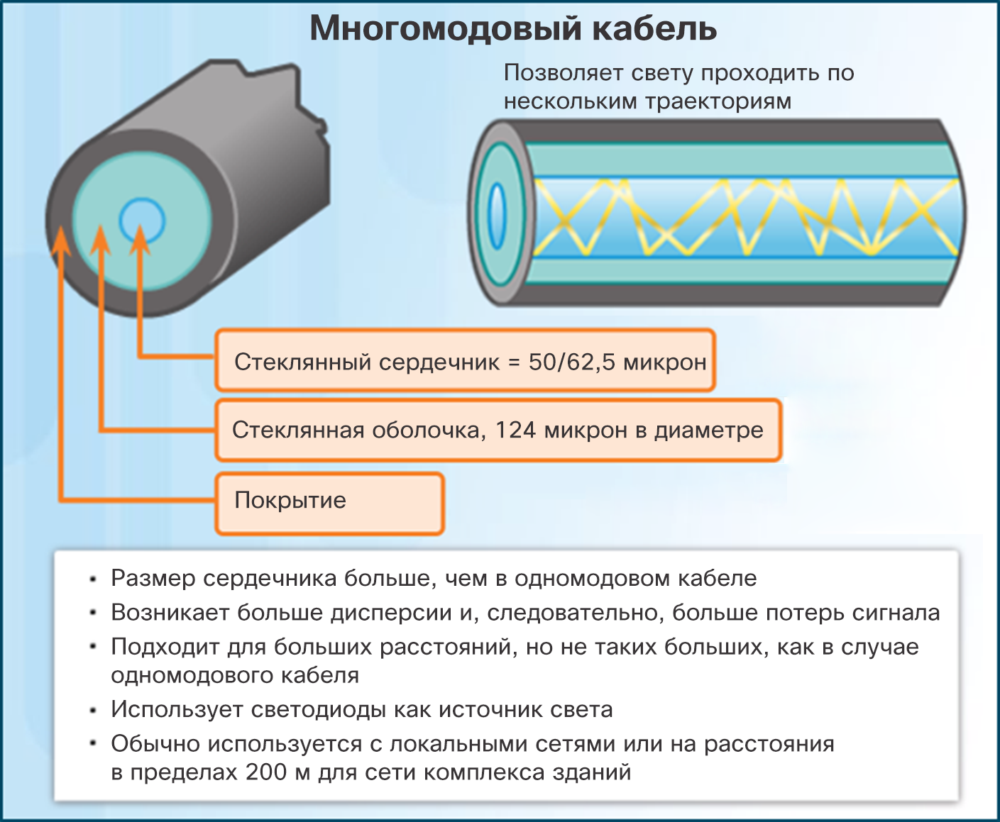 Многомодовый кабель
Позволяет свету проходить по
нескольким траекториям
Стеклянный сердечник = 50/62,5 микрон
Стеклянная оболочка, 124 микрон в диаметре
Покрытие
• Размер сердечника больше, чем в одномодовом кабеле
• Возникает больше дисперсии и, следовательно, больше потерь сигнала
• Подходит для больших расстояний, но не таких больших, как в случае
одномодового кабеля
• Использует светодиоды как источник света
• Обычно используется с локальными сетями или на расстояния
в пределах 200 м для сети комплекса зданий